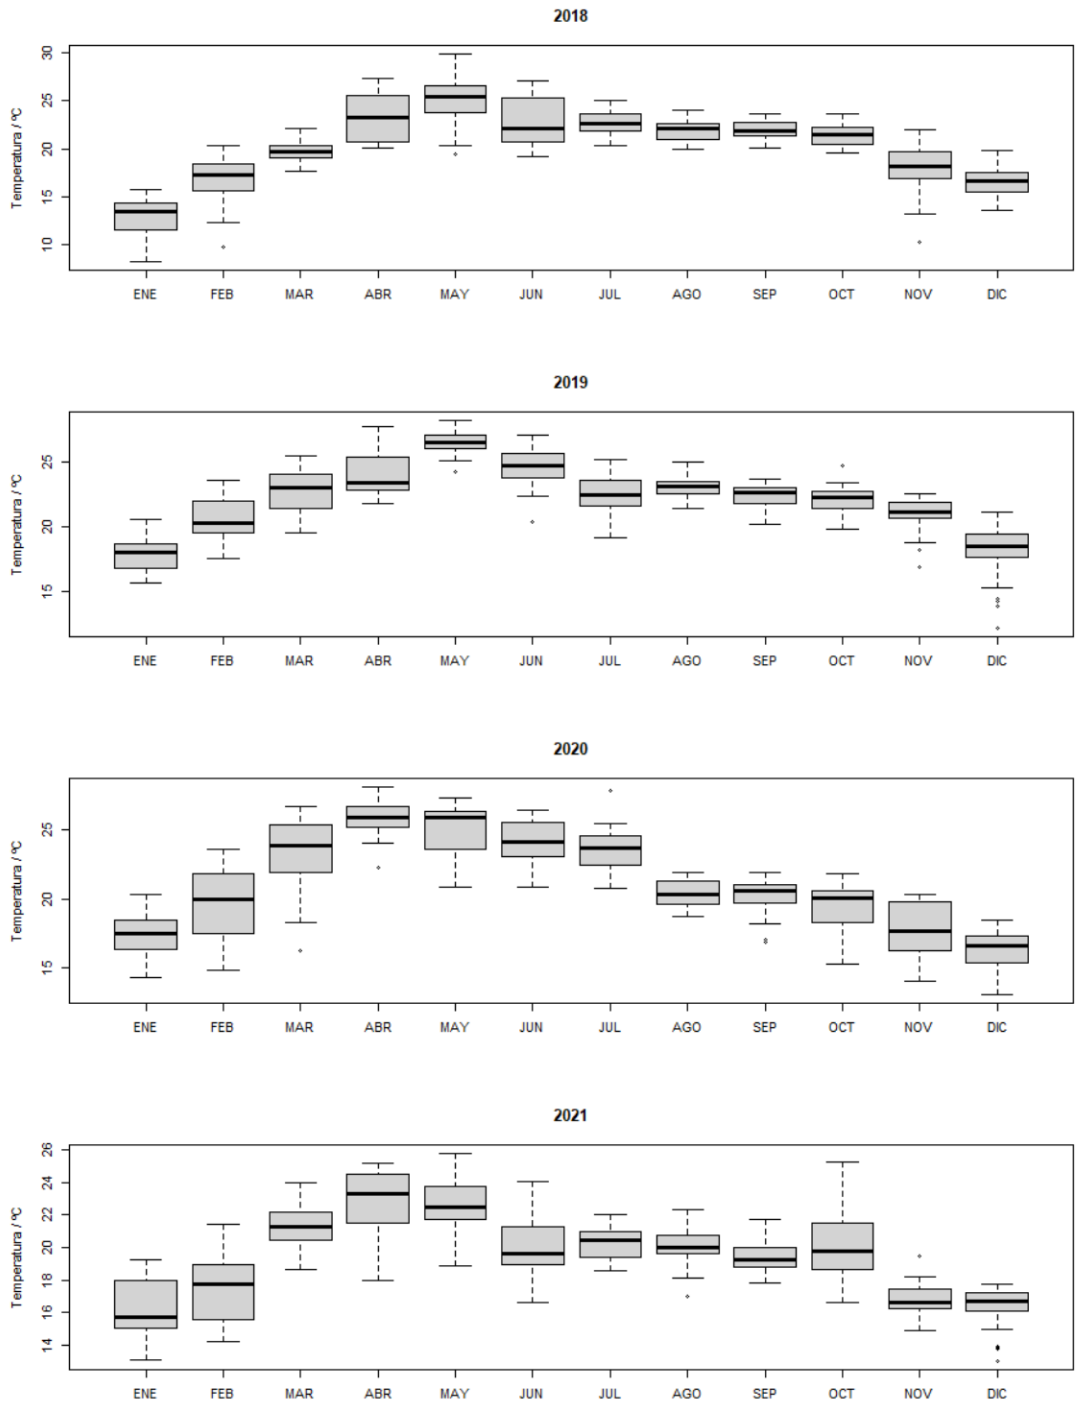 2018
Temperatura / ºC
30
25
20
15
10
ENE FEB MAR ABR MAY JUN JUL AGO SEP OCT NOV DIC
2019
Temperatura / ºC
25
20
15
ENE FEB MAR ABR MAY JUN JUL AGO SEP OCT NOV DIC
2020
Temperatura / ºC
25
20
15
ENE FEB MAR ABR MAY JUN JUL AGO SEP OCT NOV DIC
2021
Temperatura / ºC
26
24
22
20
18
16
14
ENE FEB MAR ABR MAY JUN JUL AGO SEP OCT NOV DIC